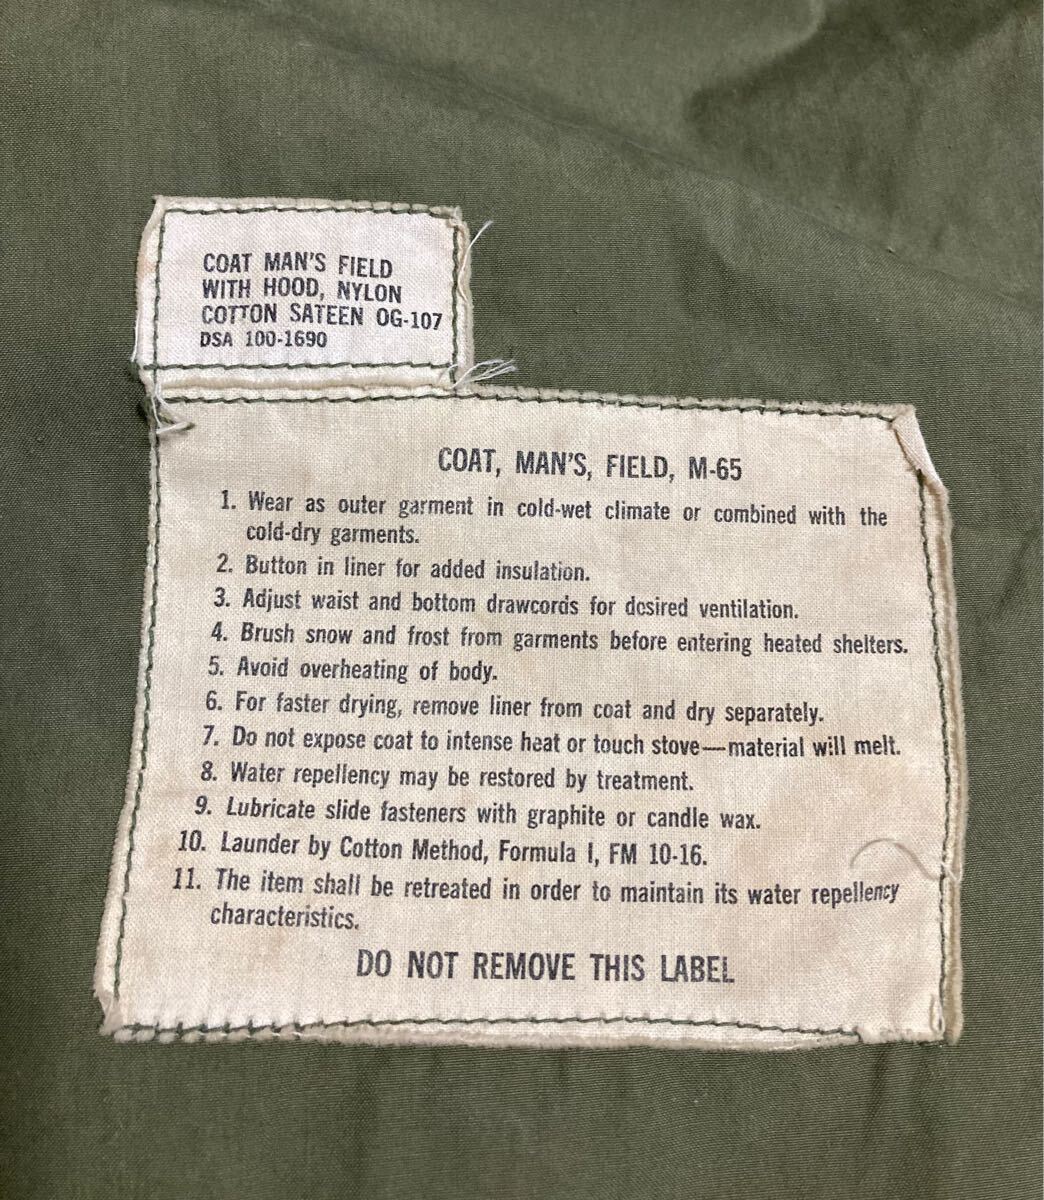 COAT MAN'S FIELD
WITH HOOD, NYLON
COTTON SATEEN OG-107
DSA 100-1690
COAT, MAN'S, FIELD, M-65
1. Wear as outer garment in cold-wet climate or combined with the
cold-dry garments.
2. Button in liner for added insulation.
3. Adjust waist and bottom drawcords for desired ventilation.
4. Brush snow and frost from garments before entering heated shelters.
5. Avoid overheating of body.
6. For faster drying, remove liner from coat and dry separately.
7. Do not expose coat to intense heat or touch stove—material will melt.
8. Water repellency may be restored by treatment.
9. Lubricate slide fasteners with graphite or candle wax.
10. Launder by Cotton Method, Formula I, FM 10-16.
11. The item shall be retreated in order to maintain its water repellency
characteristics.
DO NOT REMOVE THIS LABEL